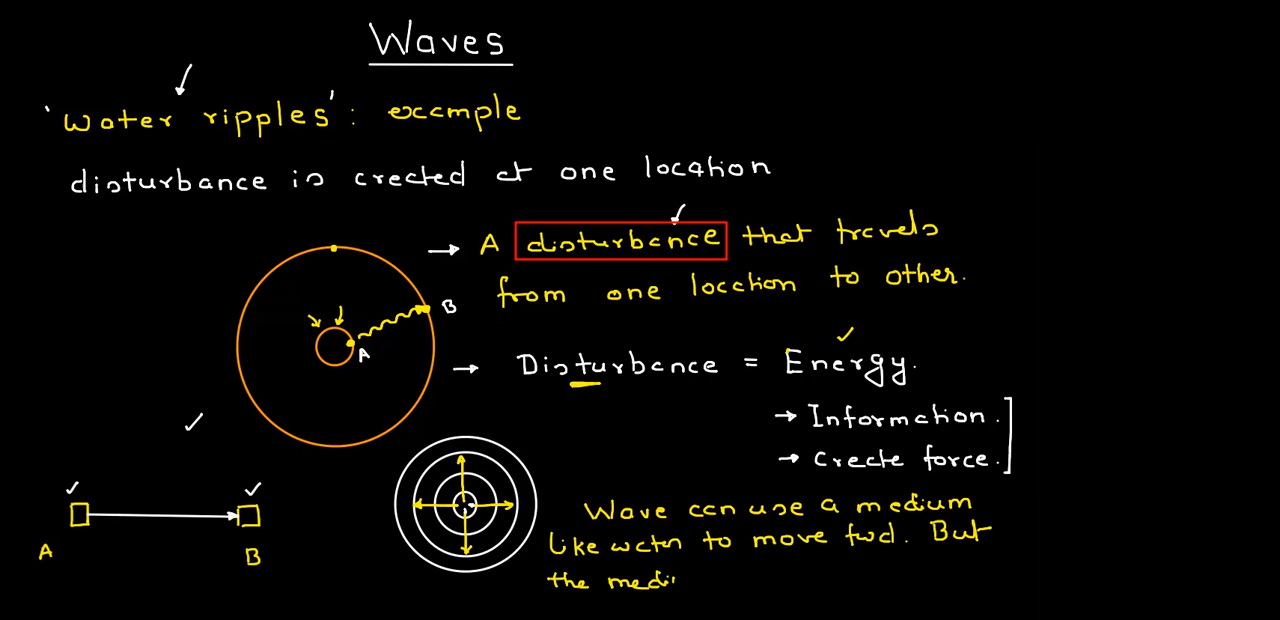 Waves
'water ripples' : example
disturbance is created at one location
→ A disturbance that travels
from one location to other.
B
A
→ Disturbance = Energy.
→ Information.
→ Create force.
Wave can use a medium
like water to move fwd. But
the medi
A
B